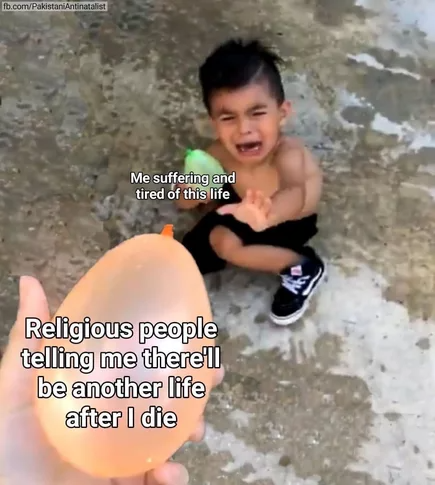 fb.com/PakistaniAntinatalist
Me suffering and
tired of this life
Religious people
telling me there'll
be another life
after I die